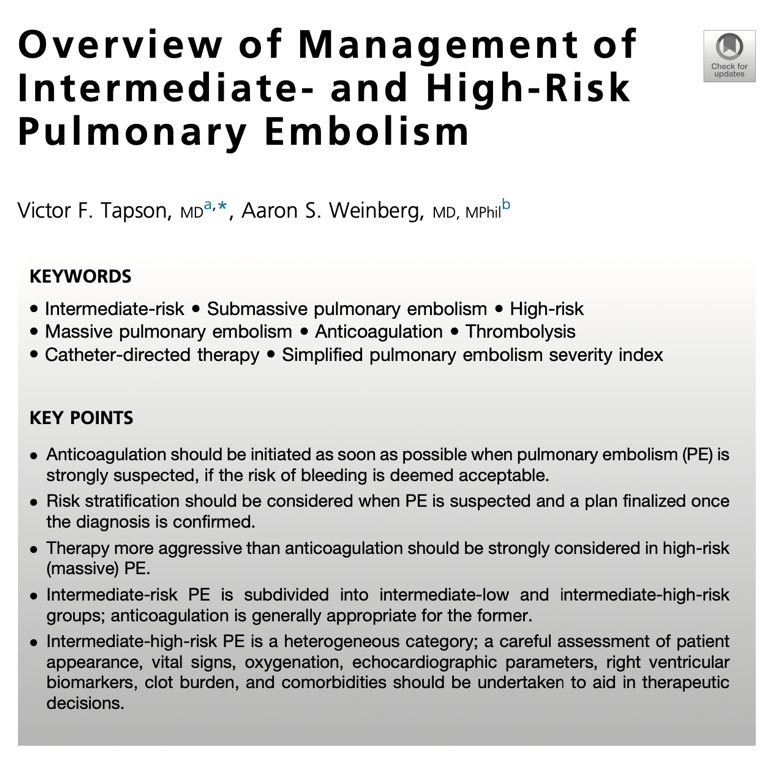 Overview of Management of
Intermediate- and High-Risk
Pulmonary Embolism
Check for
updates
Victor F. Tapson, MDa,*, Aaron S. Weinberg, MD, MPhilb
KEYWORDS
• Intermediate-risk • Submassive pulmonary embolism • High-risk
• Massive pulmonary embolism • Anticoagulation • Thrombolysis
• Catheter-directed therapy • Simplified pulmonary embolism severity index
KEY POINTS
• Anticoagulation should be initiated as soon as possible when pulmonary embolism (PE) is
strongly suspected, if the risk of bleeding is deemed acceptable.
• Risk stratification should be considered when PE is suspected and a plan finalized once
the diagnosis is confirmed.
• Therapy more aggressive than anticoagulation should be strongly considered in high-risk
(massive) PE.
• Intermediate-risk PE is subdivided into intermediate-low and intermediate-high-risk
groups; anticoagulation is generally appropriate for the former.
• Intermediate-high-risk PE is a heterogeneous category; a careful assessment of patient
appearance, vital signs, oxygenation, echocardiographic parameters, right ventricular
biomarkers, clot burden, and comorbidities should be undertaken to aid in therapeutic
decisions.